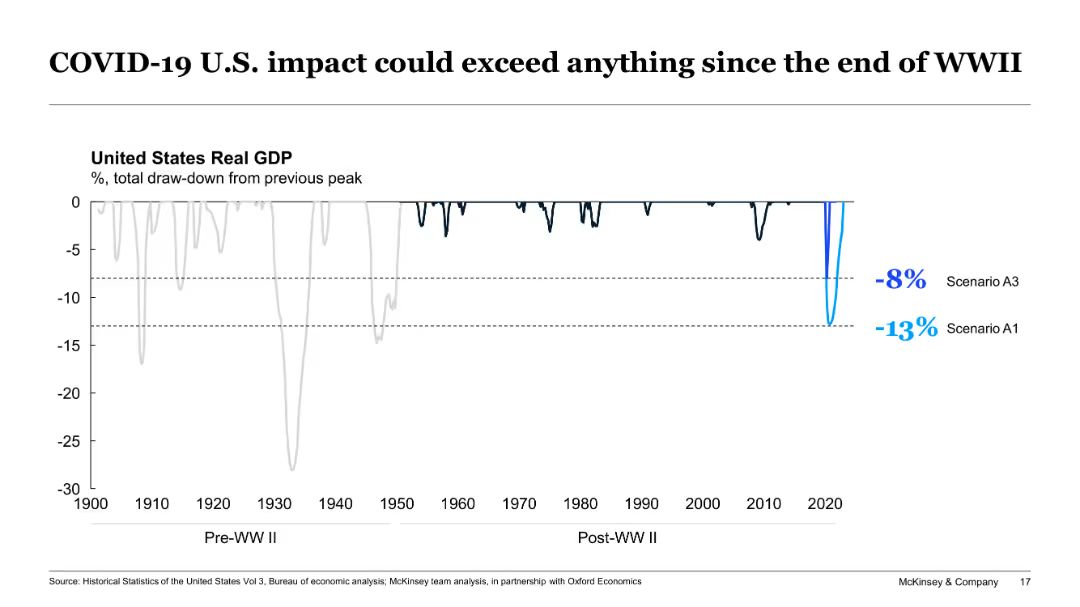 COVID-19 U.S. impact could exceed anything since the end of WWII
United States Real GDP
%, total draw-down from previous peak
0
-5
-10
-15
-20
-25
-30
-8% Scenario A3
-13% Scenario A1
1900 1910 1920 1930 1940 1950 1960 1970 1980 1990 2000 2010 2020
Pre-WW II Post-WW II
Source: Historical Statistics of the United States Vol 3, Bureau of economic analysis; McKinsey team analysis, in partnership with Oxford Economics
McKinsey & Company 17